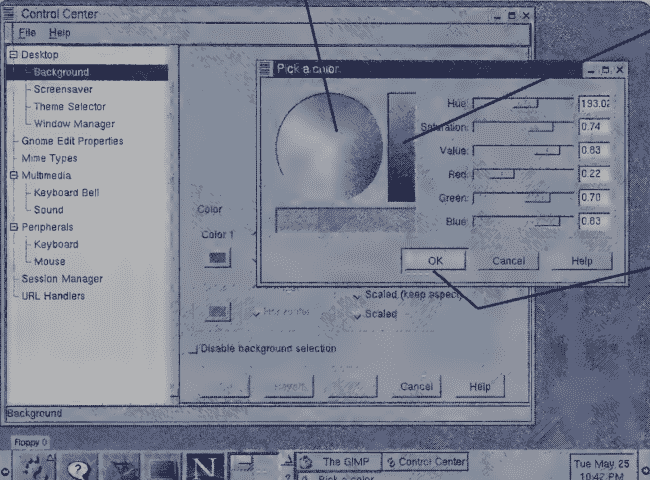 Control Center
File Help
Desktop
Background
Screensaver
Theme Selector
Window Manager
Gnome Edit Properties
Mime Types
Multimedia
Keyboard Bell
Sound
Peripherals
Keyboard
Mouse
Session Manager
URL Handlers
Pick a color
Hue: 193.02
Saturation: 0.74
Value: 0.83
Red: 0.22
Green: 0.70
Blue: 0.83
OK Cancel Help
Color
Color 1
Scaled (keep aspect)
Scaled
Disable background selection
Cancel Help
Background
Floppy 0
N
The GIMP Control Center
Pick a color
Tue May 25
10:42 PM